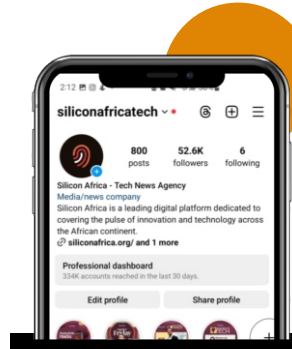 2:12
siliconafricatech
800 52.6K 6
posts followers following
Silicon Africa - Tech News Agency
Media/news company
Silicon Africa is a leading digital platform dedicated to
covering the pulse of innovation and technology across
the African continent.
siliconafrica.org/ and 1 more
Professional dashboard
334K accounts reached in the last 30 days.
Edit profile Share profile